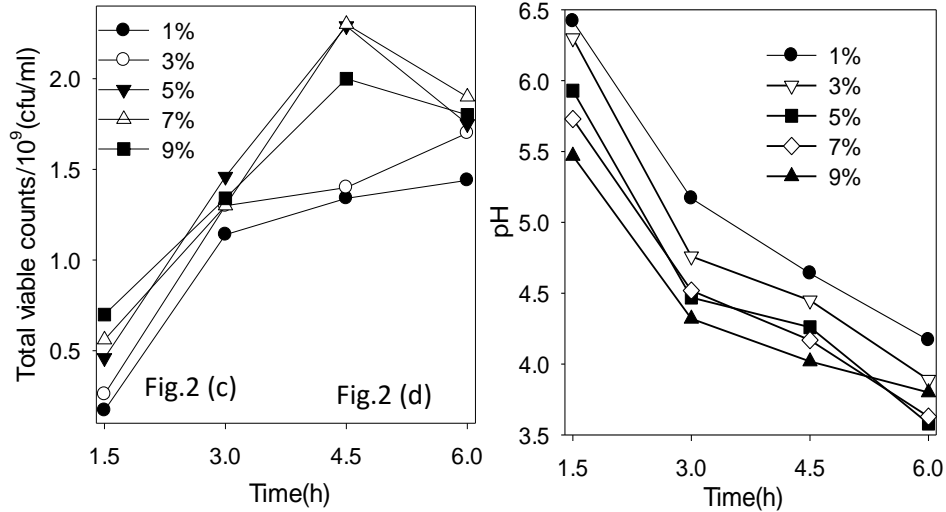 Total viable counts/10⁹(cfu/ml)
2.0
1.5
1.0
0.5
1%
3%
5%
7%
9%
Fig.2 (c)
Fig.2 (d)
1.5 3.0 4.5 6.0
Time(h)
pH
6.5
6.0
5.5
5.0
4.5
4.0
3.5
1%
3%
5%
7%
9%
1.5 3.0 4.5 6.0
Time(h)